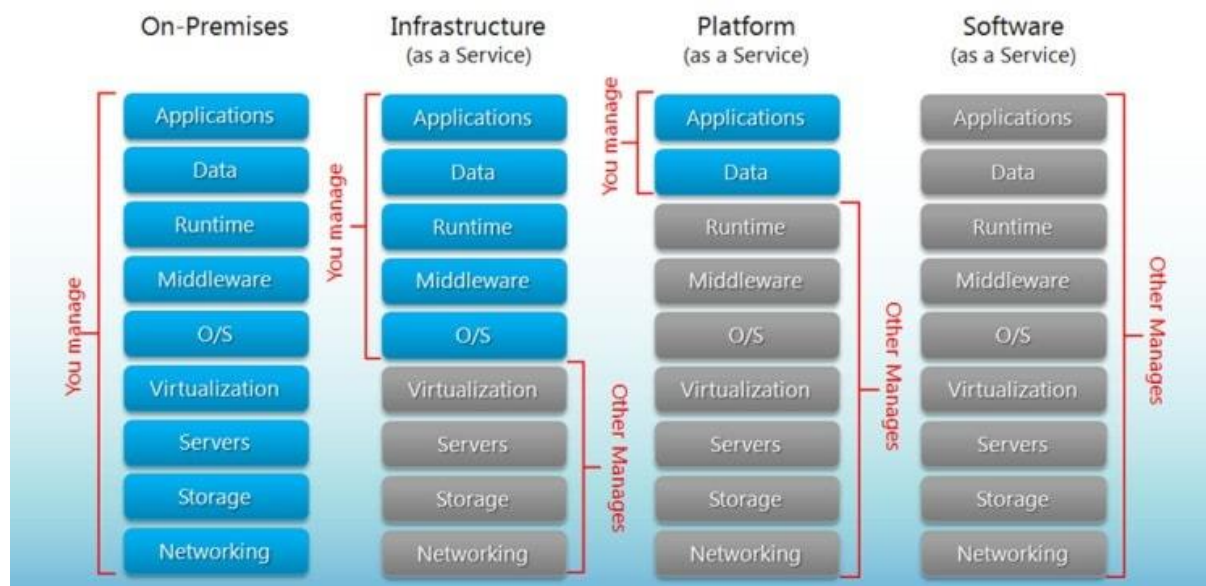 On-Premises
You manage
Applications
Data
Runtime
Middleware
O/S
Virtualization
Servers
Storage
Networking
Infrastructure
(as a Service)
You manage
Applications
Data
Runtime
Middleware
O/S
Virtualization
Servers
Storage
Networking
Other Manages
Platform
(as a Service)
You manage
Applications
Data
Runtime
Middleware
O/S
Virtualization
Servers
Storage
Networking
Other Manages
Software
(as a Service)
Applications
Data
Runtime
Middleware
O/S
Virtualization
Servers
Storage
Networking
Other Manages